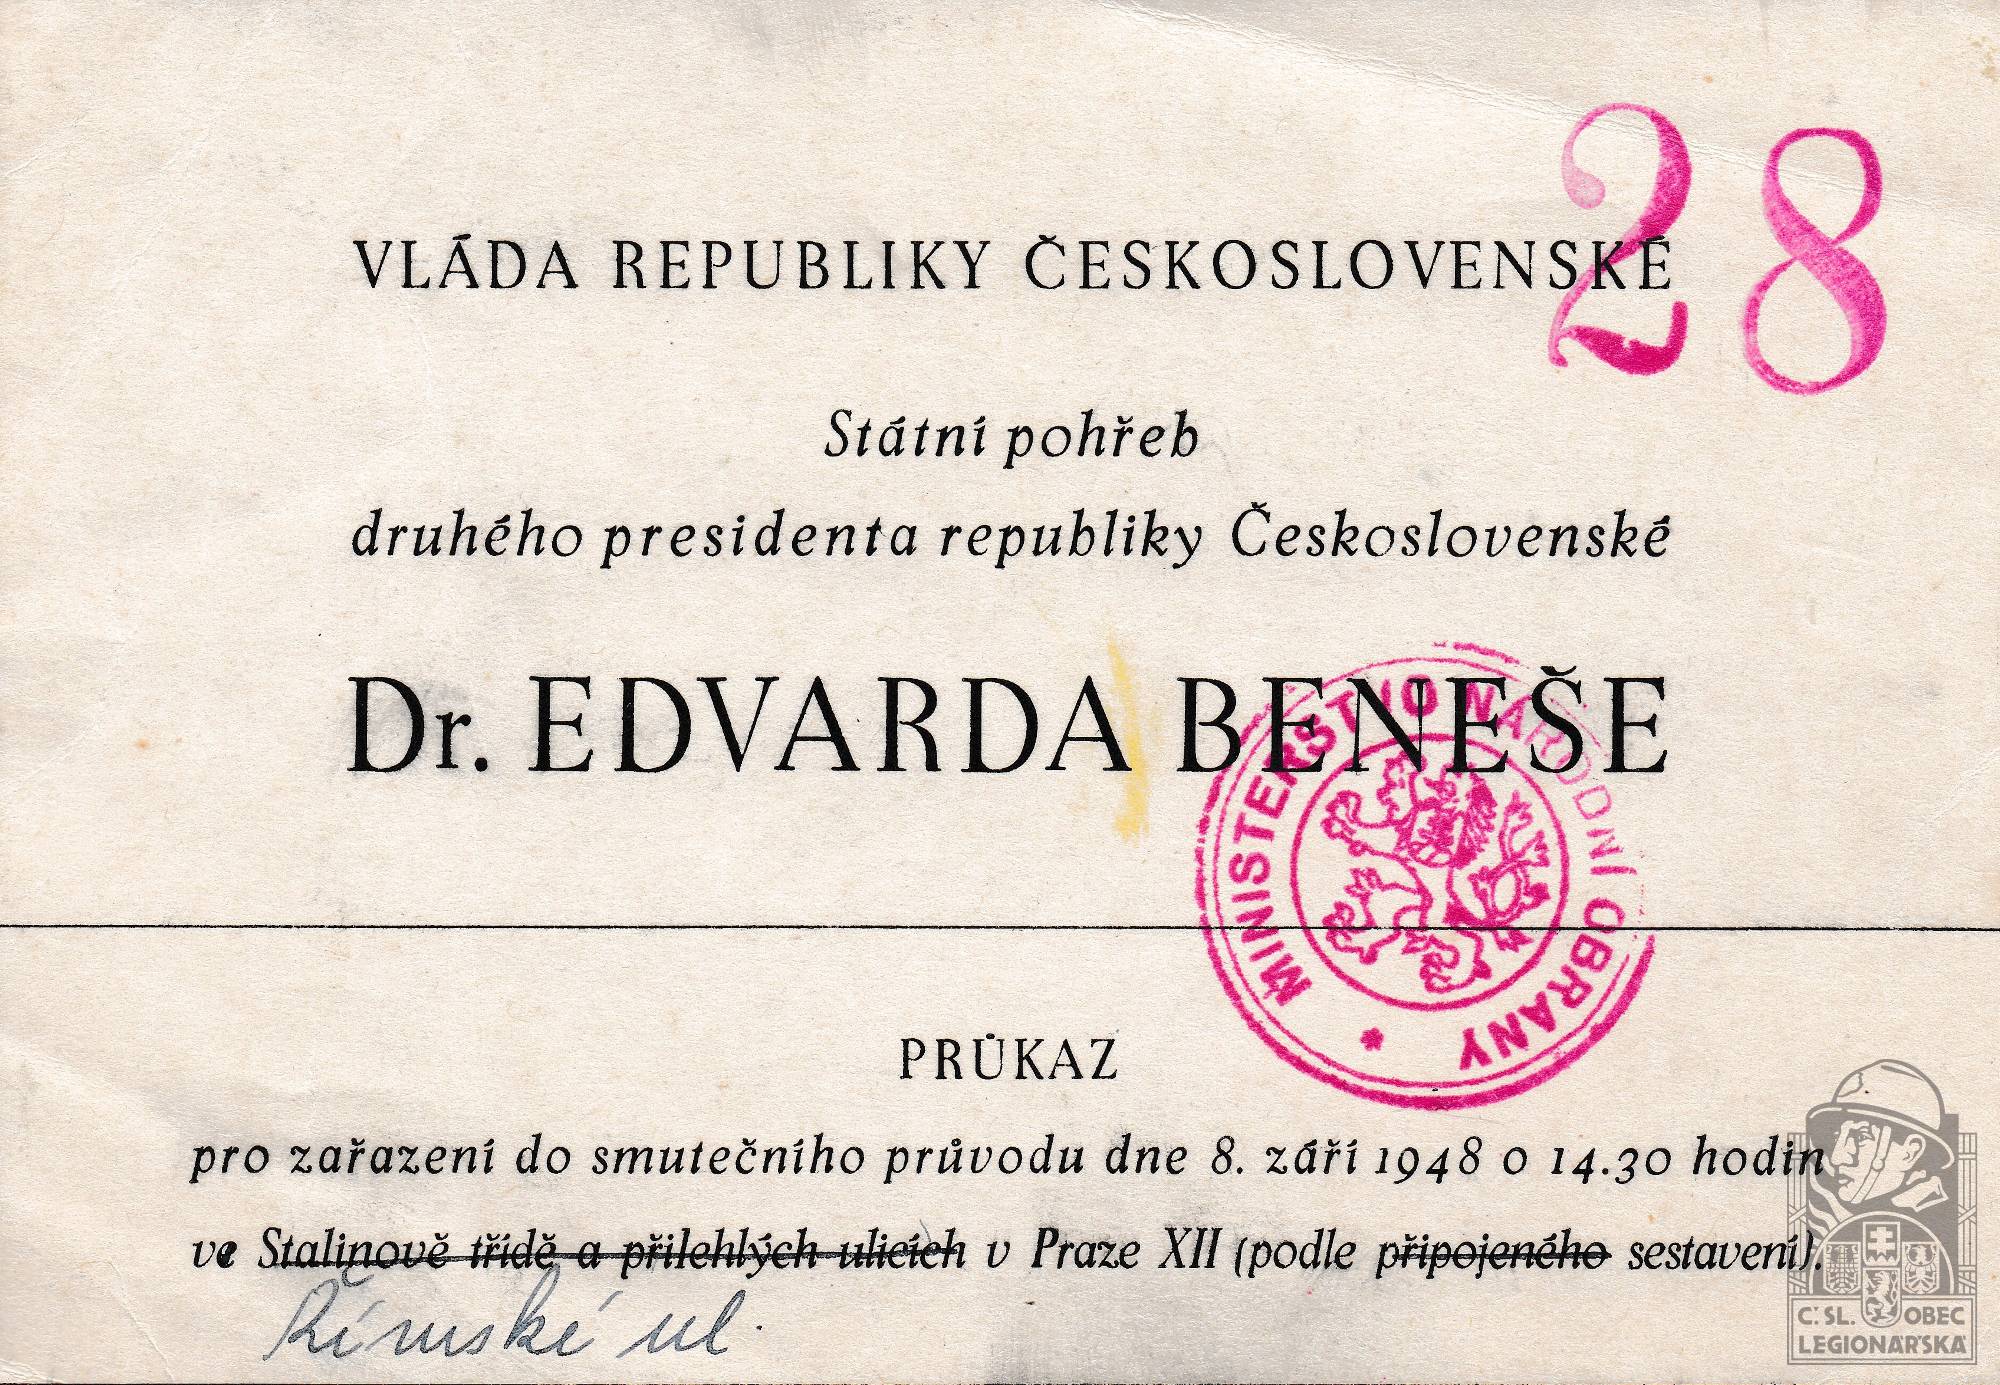 28
VLÁDA REPUBLIKY ČESKOSLOVENSKÉ
Státní pohřeb
druhého presidenta republiky Československé
Dr. EDVARDA BENEŠE
MINISTERSTVO NÁRODNÍ OBRANY *
PRŮKAZ
pro zařazení do smutečního průvodu dne 8. září 1948 o 14.30 hodin
ve Stalinově třídě a přilehlých ulicích v Praze XII (podle připojeného sestavení).
Římské ul.
Č.SL. OBEC
LEGIONÁŘSKÁ